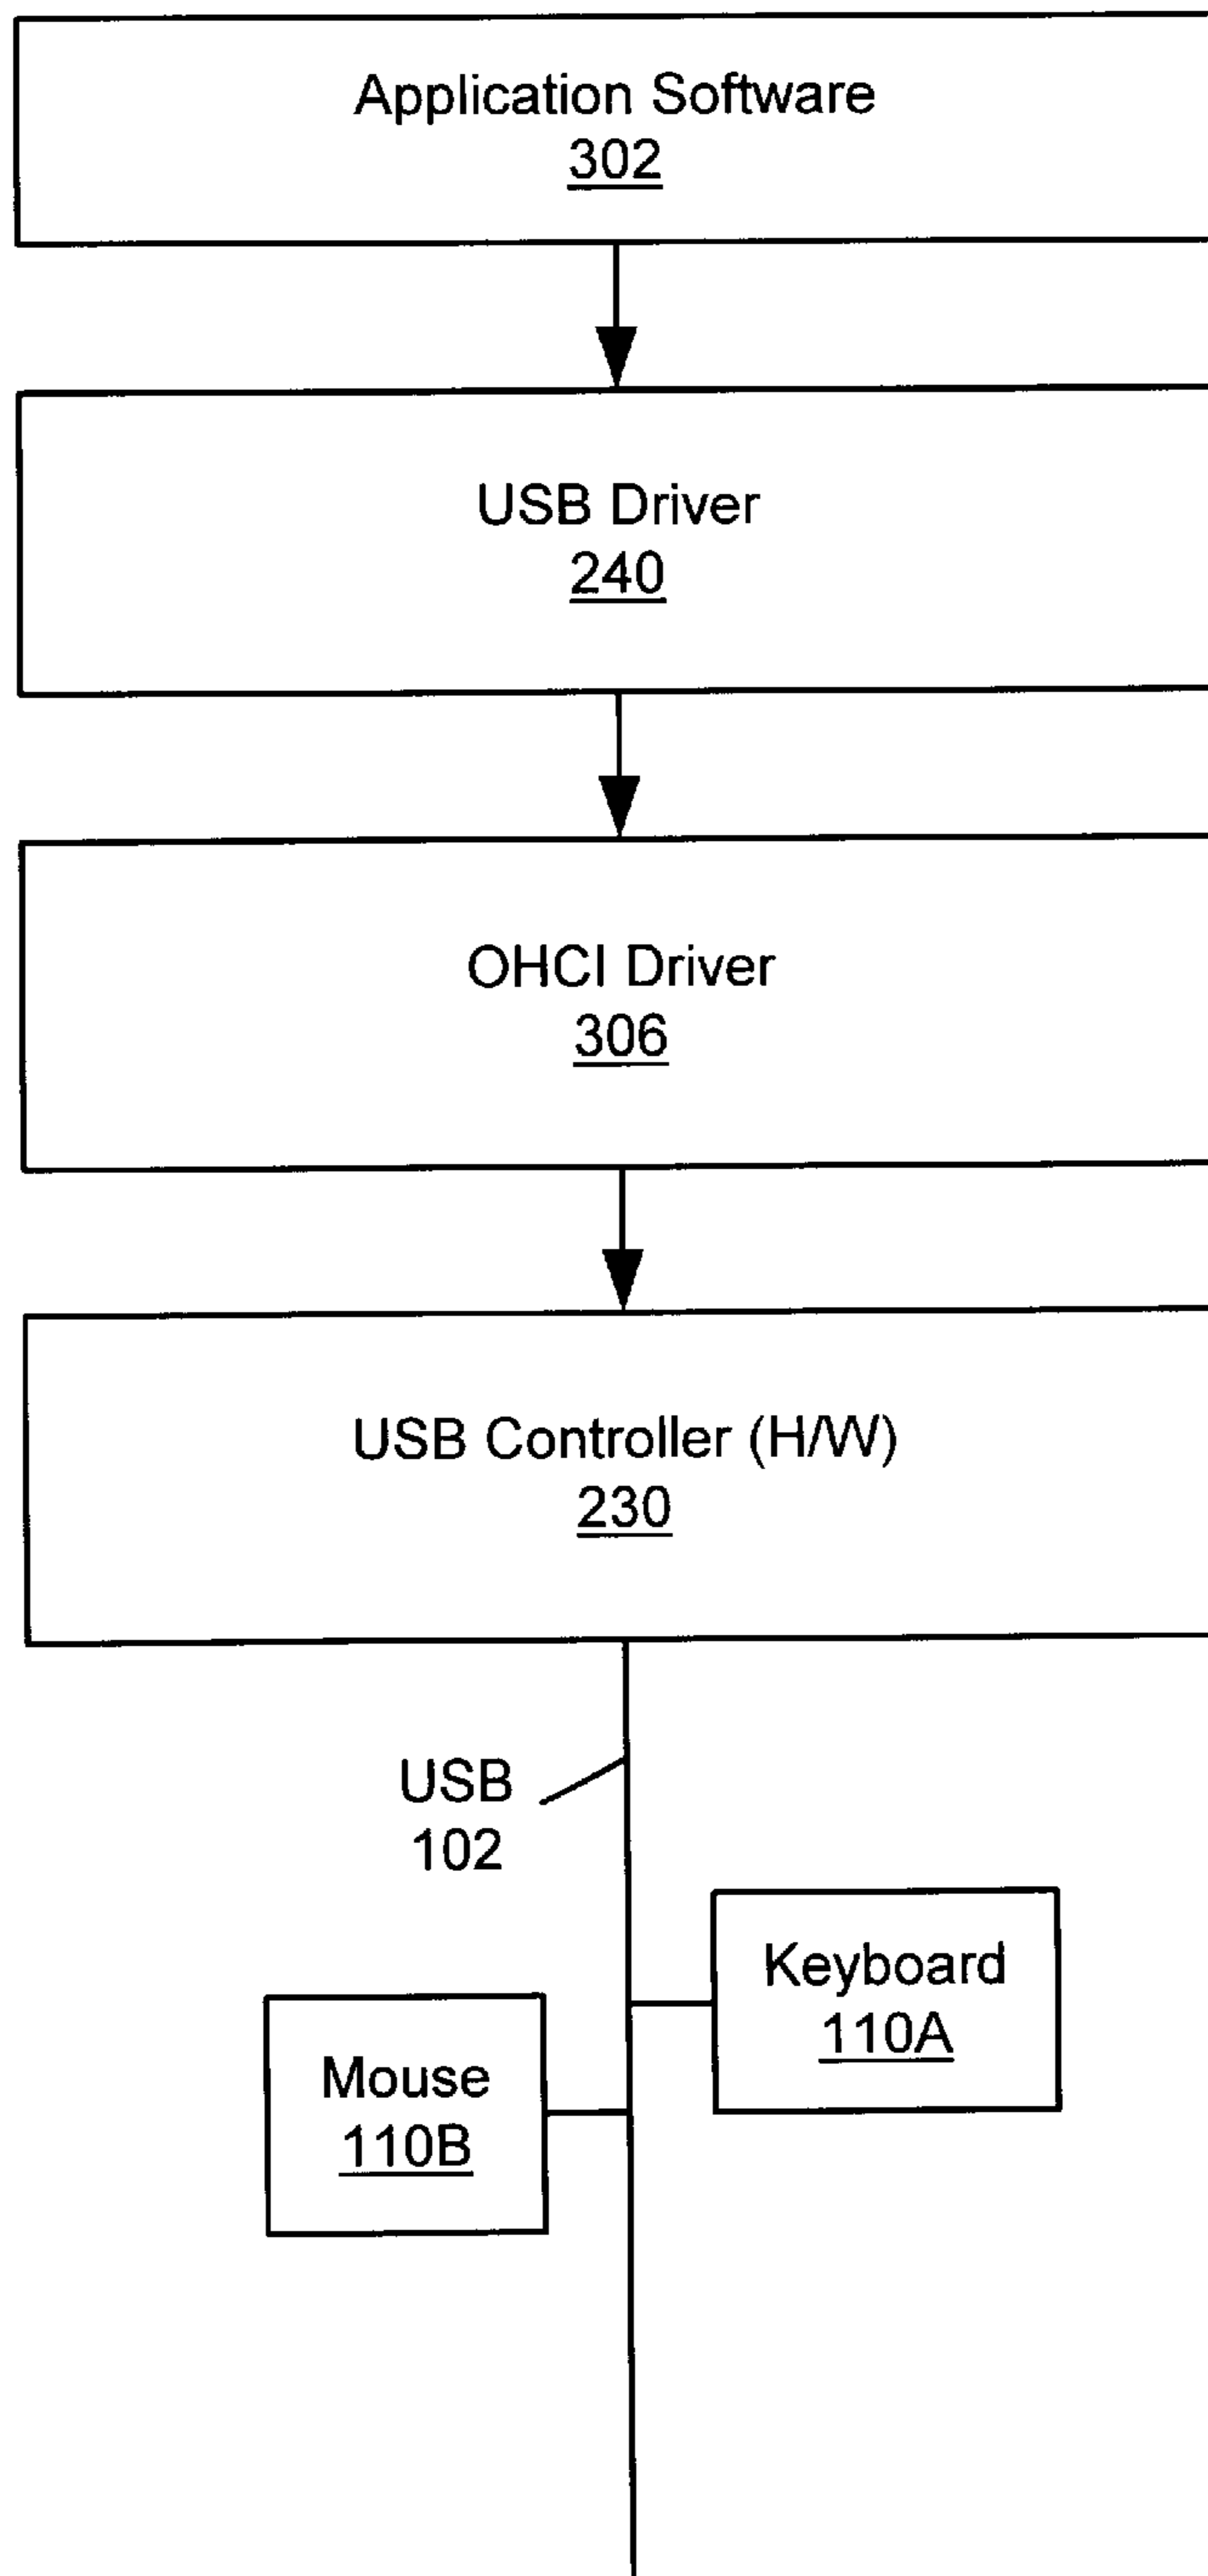 Application Software
302
USB Driver
240
OHCI Driver
306
USB Controller (H/W)
230
USB
102
Keyboard
110A
Mouse
110B